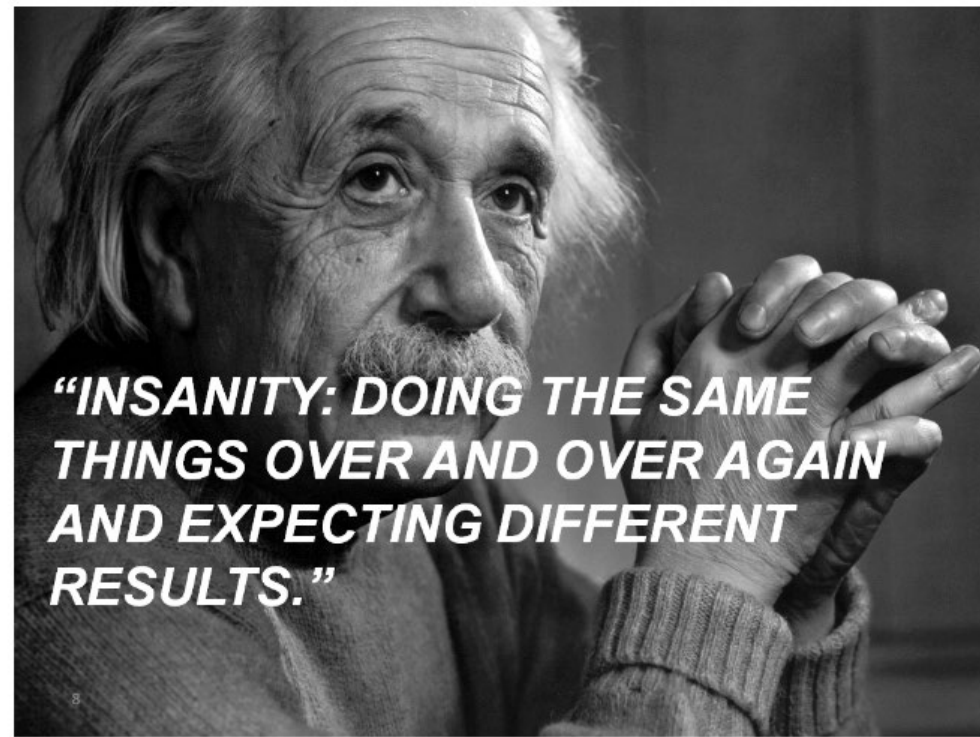 “INSANITY: DOING THE SAME
THINGS OVER AND OVER AGAIN
AND EXPECTING DIFFERENT
RESULTS.”
8